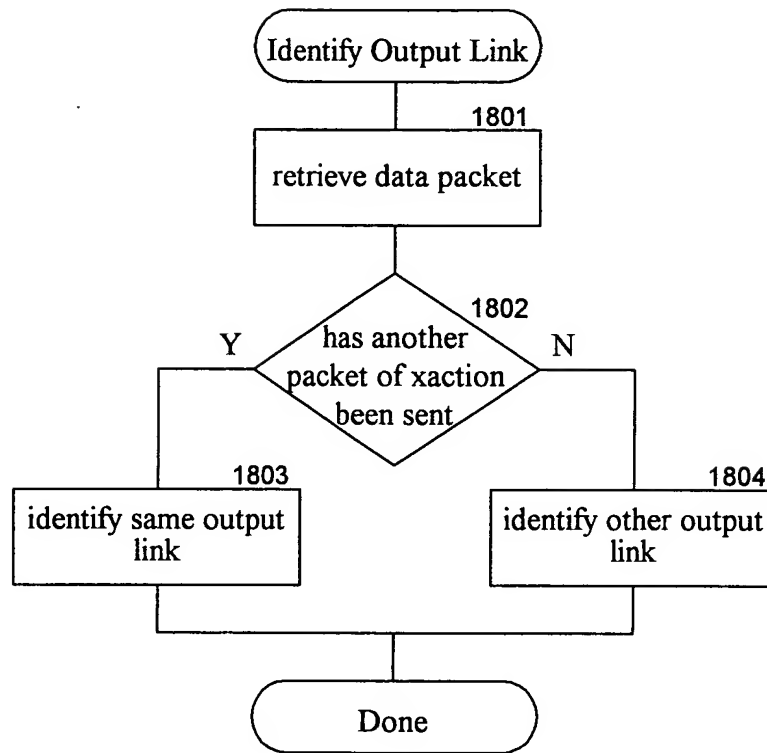 Identify Output Link
1801
retrieve data packet
1802
has another
packet of xaction
been sent
Y
N
1803
identify same output
link
1804
identify other output
link
Done